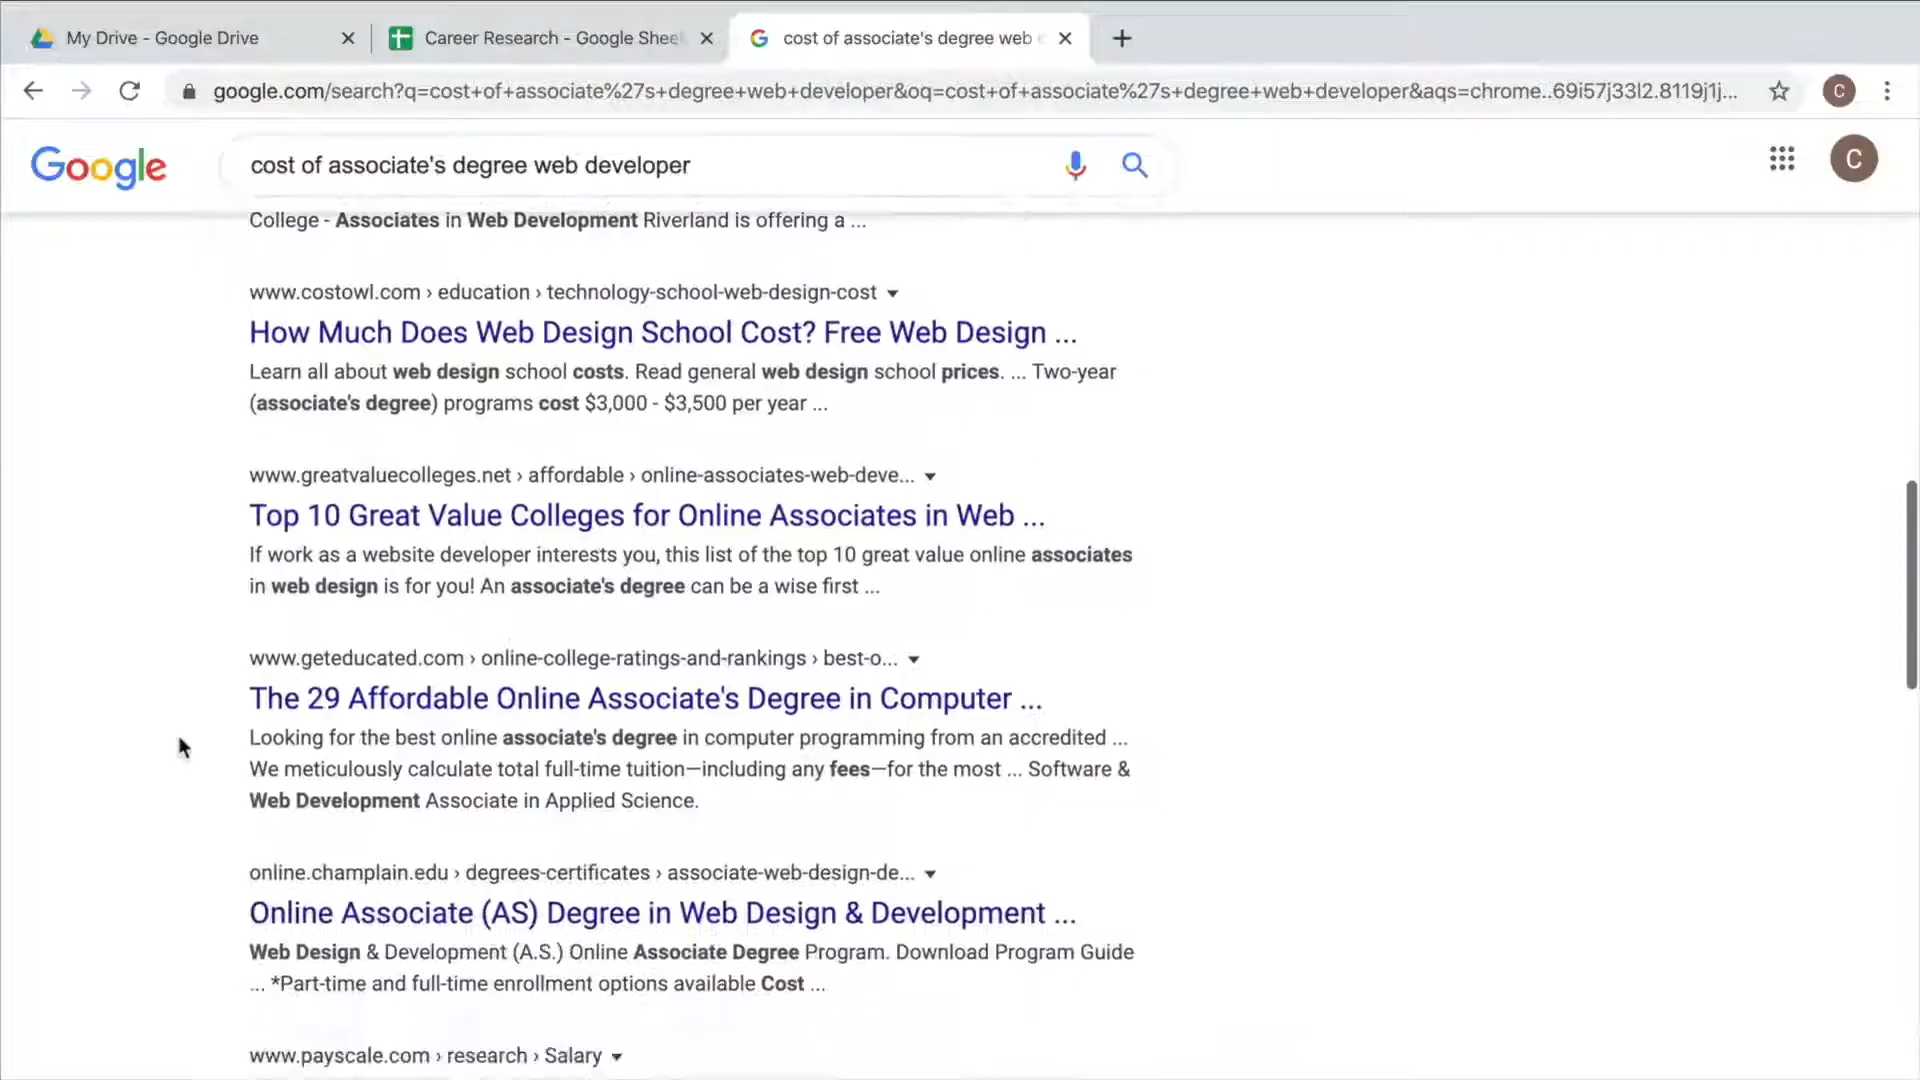 My Drive - Google Drive
Career Research - Google Shee
cost of associate's degree web
google.com/search?q=cost+of+associate%27s+degree+web+developer&oq=cost+of+associate%27s+degree+web+developer&aqs=chrome..69i57j33l2.8119j1j...
C
Google
cost of associate's degree web developer
C
College - Associates in Web Development Riverland is offering a ...
www.costowl.com › education › technology-school-web-design-cost
How Much Does Web Design School Cost? Free Web Design ...
Learn all about web design school costs. Read general web design school prices. ... Two-year
(associate's degree) programs cost $3,000 - $3,500 per year ...
www.greatvaluecolleges.net › affordable › online-associates-web-deve...
Top 10 Great Value Colleges for Online Associates in Web ...
If work as a website developer interests you, this list of the top 10 great value online associates
in web design is for you! An associate's degree can be a wise first ...
www.geteducated.com › online-college-ratings-and-rankings › best-o...
The 29 Affordable Online Associate's Degree in Computer ...
Looking for the best online associate's degree in computer programming from an accredited ...
We meticulously calculate total full-time tuition—including any fees—for the most ... Software &
Web Development Associate in Applied Science.
online.champlain.edu › degrees-certificates › associate-web-design-de...
Online Associate (AS) Degree in Web Design & Development ...
Web Design & Development (A.S.) Online Associate Degree Program. Download Program Guide
... *Part-time and full-time enrollment options available Cost ...
www.payscale.com › research › Salary